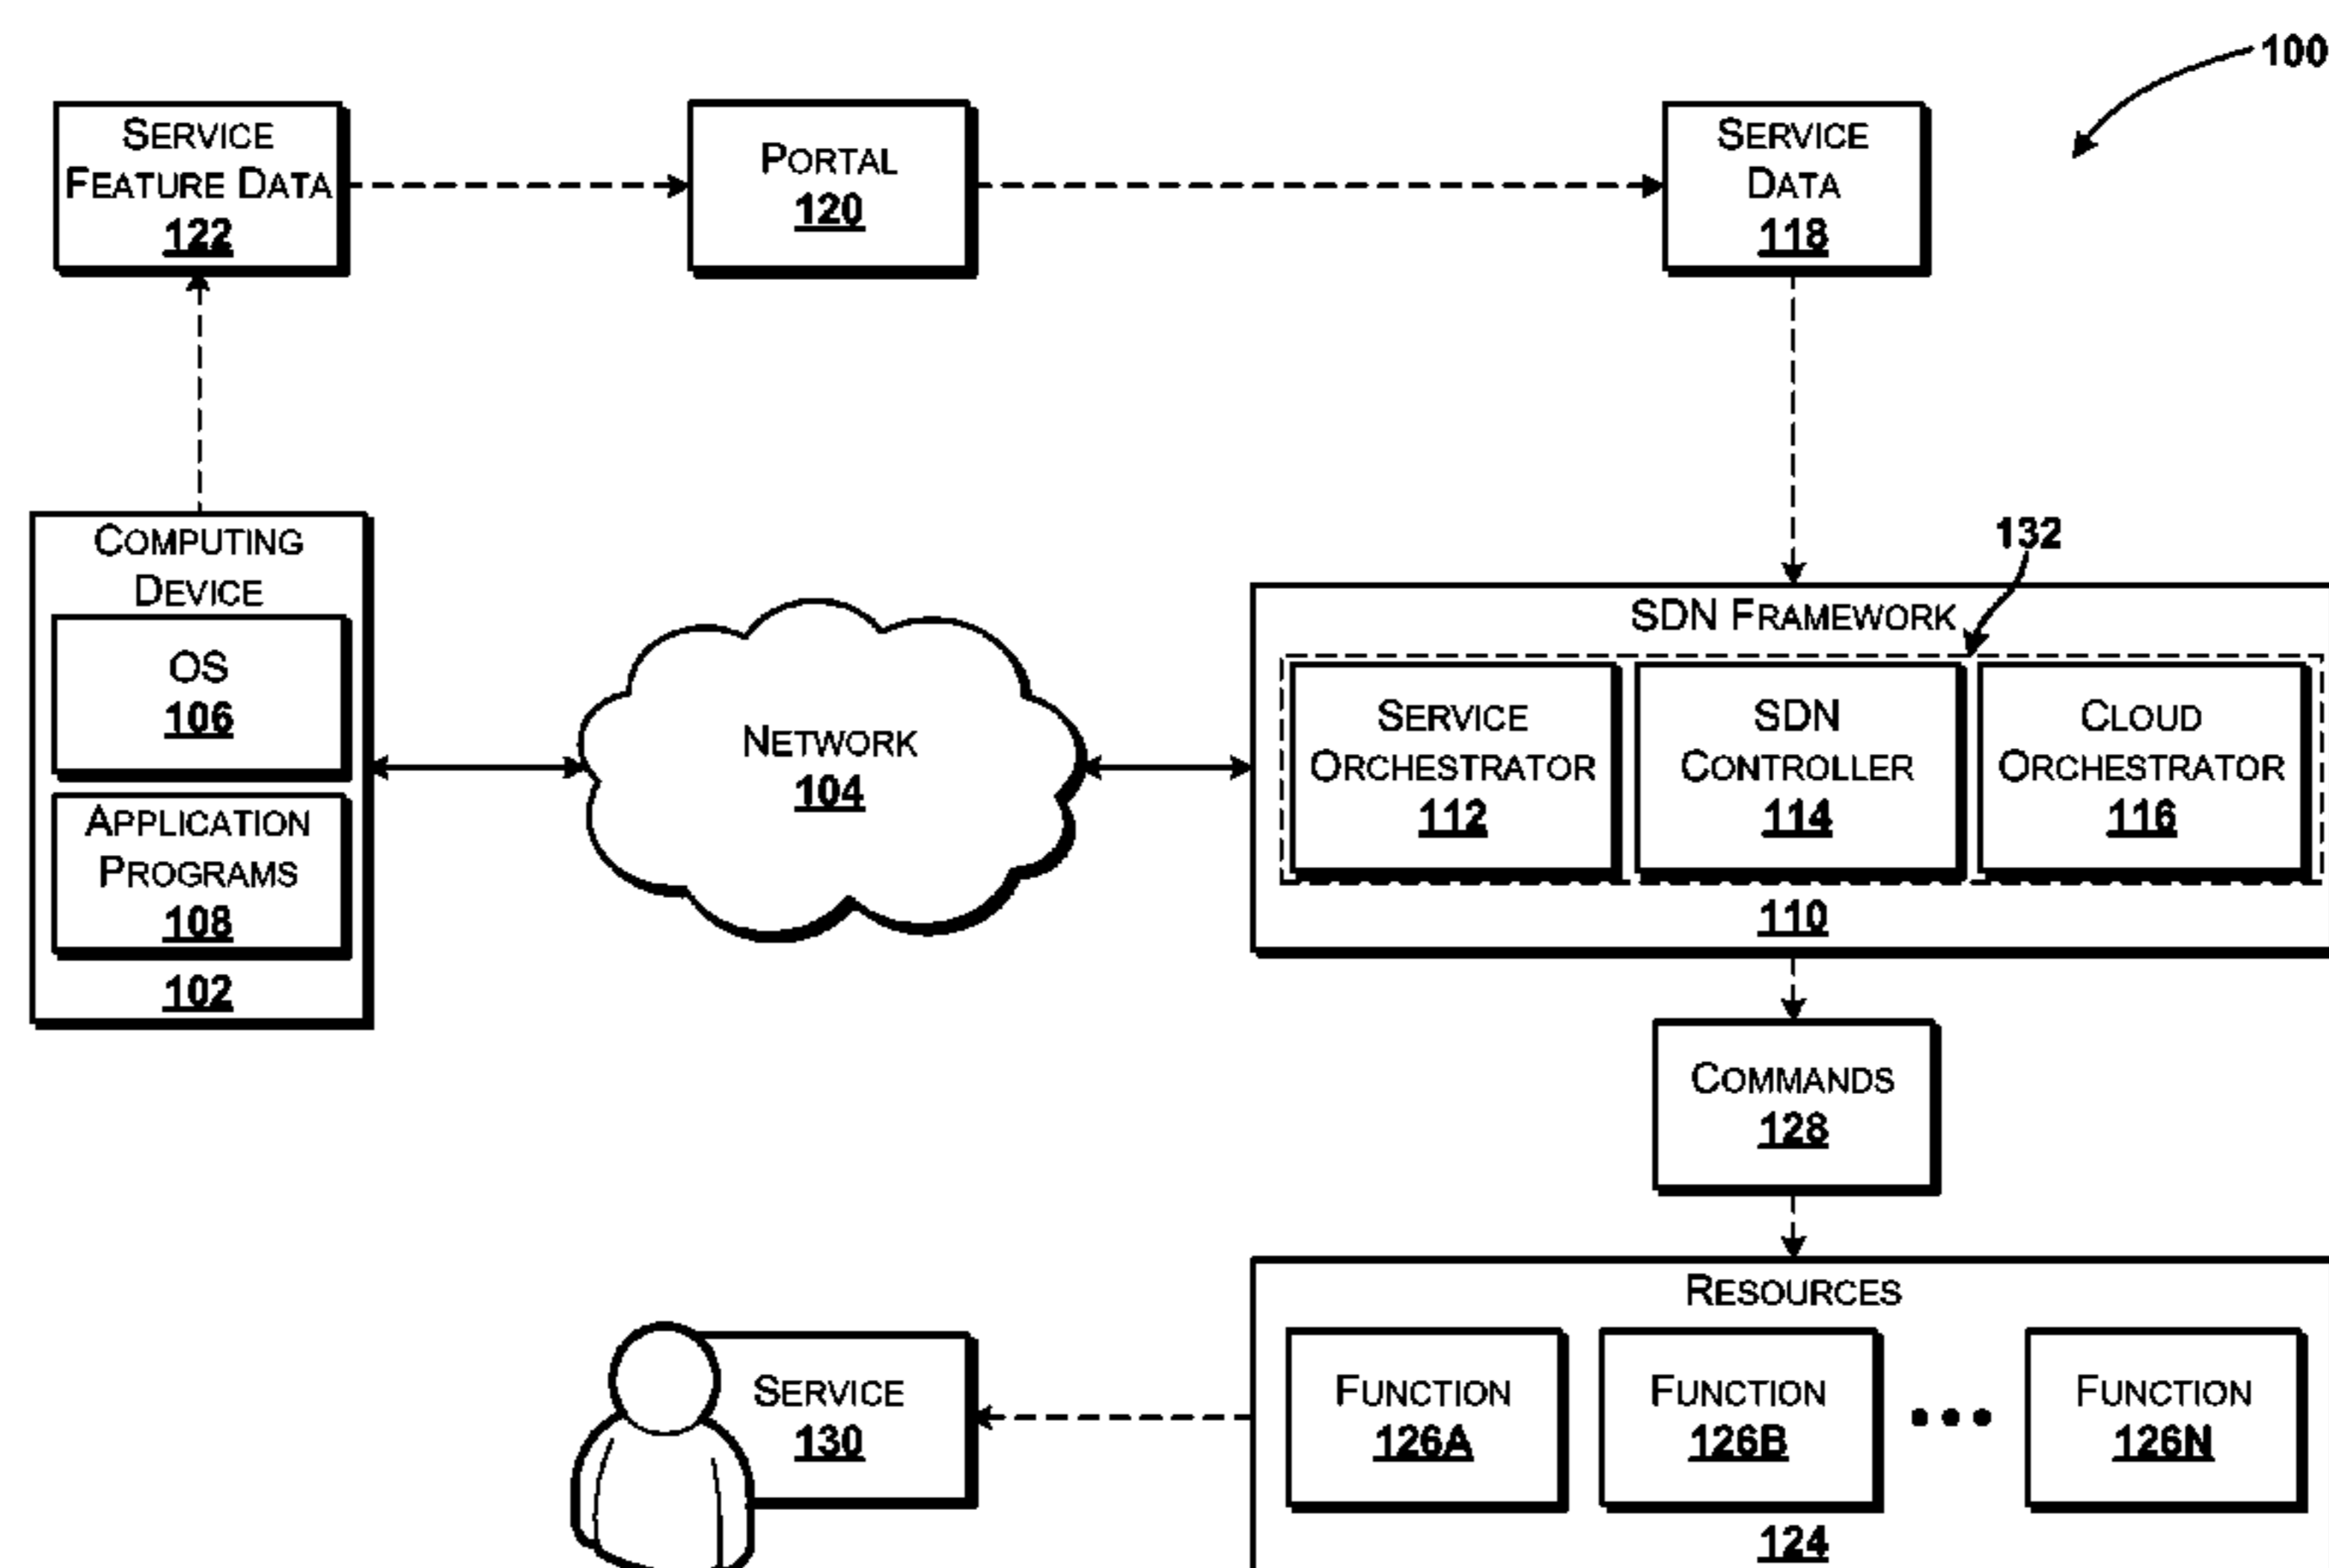 100
SERVICE
FEATURE DATA
122
PORTAL
120
SERVICE
DATA
118
COMPUTING
DEVICE
OS
106
APPLICATION
PROGRAMS
108
102
NETWORK
104
132
SDN FRAMEWORK
SERVICE
ORCHESTRATOR
112
SDN
CONTROLLER
114
CLOUD
ORCHESTRATOR
116
110
COMMANDS
128
RESOURCES
FUNCTION
126A
FUNCTION
126B
•••
FUNCTION
126N
124
SERVICE
130